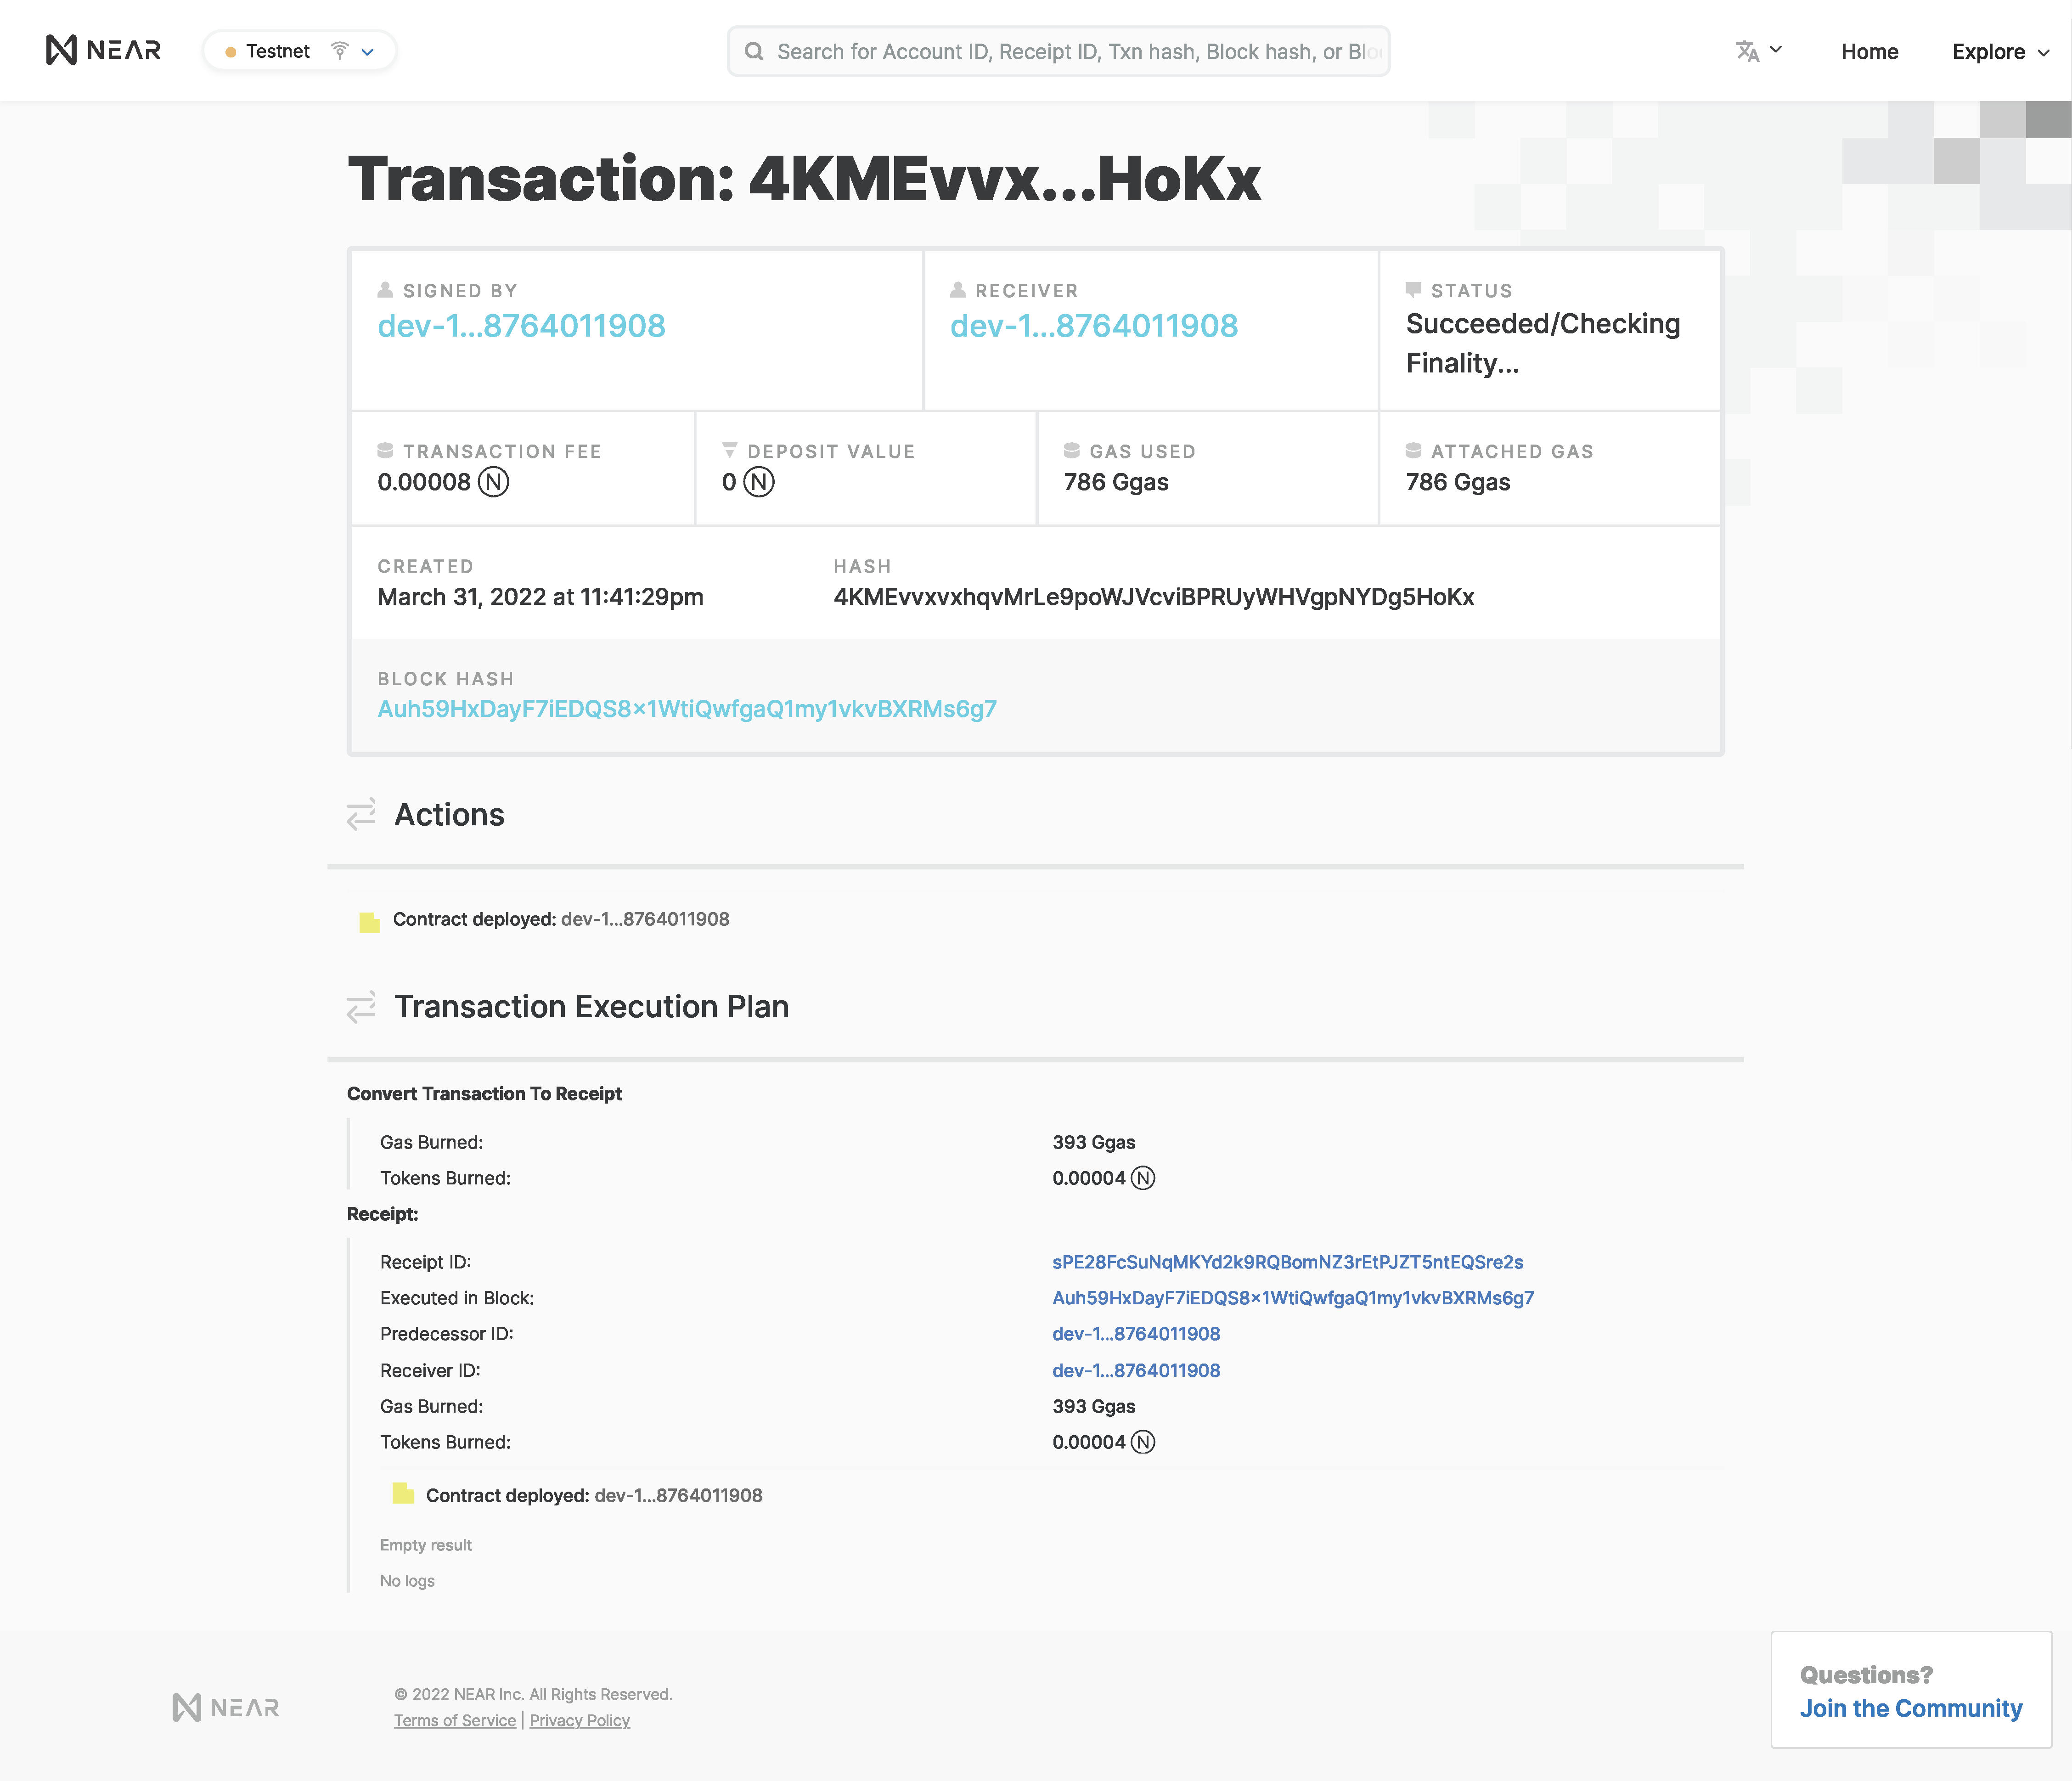 NEAR
Testnet
Search for Account ID, Receipt ID, Txn hash, Block hash, or Blo
Home
Explore
Transaction: 4KMEvvx...HoKx
SIGNED BY
dev-1...8764011908
RECEIVER
dev-1...8764011908
STATUS
Succeeded/Checking
Finality...
TRANSACTION FEE
0.00008 Ⓝ
DEPOSIT VALUE
0 Ⓝ
GAS USED
786 Ggas
ATTACHED GAS
786 Ggas
CREATED
March 31, 2022 at 11:41:29pm
HASH
4KMEvvxvxhqvMrLe9poWJVcviBPRUyWHVgpNYDg5HoKx
BLOCK HASH
Auh59HxDayF7iEDQS8x1WtiQwfgaQ1my1vkvBXRMs6g7
Actions
Contract deployed: dev-1...8764011908
Transaction Execution Plan
Convert Transaction To Receipt
Gas Burned: 393 Ggas
Tokens Burned: 0.00004 Ⓝ
Receipt:
Receipt ID: sPE28FcSuNqMKYd2k9RQBomNZ3rEtPJZT5ntEQSre2s
Executed in Block: Auh59HxDayF7iEDQS8x1WtiQwfgaQ1my1vkvBXRMs6g7
Predecessor ID: dev-1...8764011908
Receiver ID: dev-1...8764011908
Gas Burned: 393 Ggas
Tokens Burned: 0.00004 Ⓝ
Contract deployed: dev-1...8764011908
Empty result
No logs
NEAR
© 2022 NEAR Inc. All Rights Reserved.
Terms of Service | Privacy Policy
Questions?
Join the Community